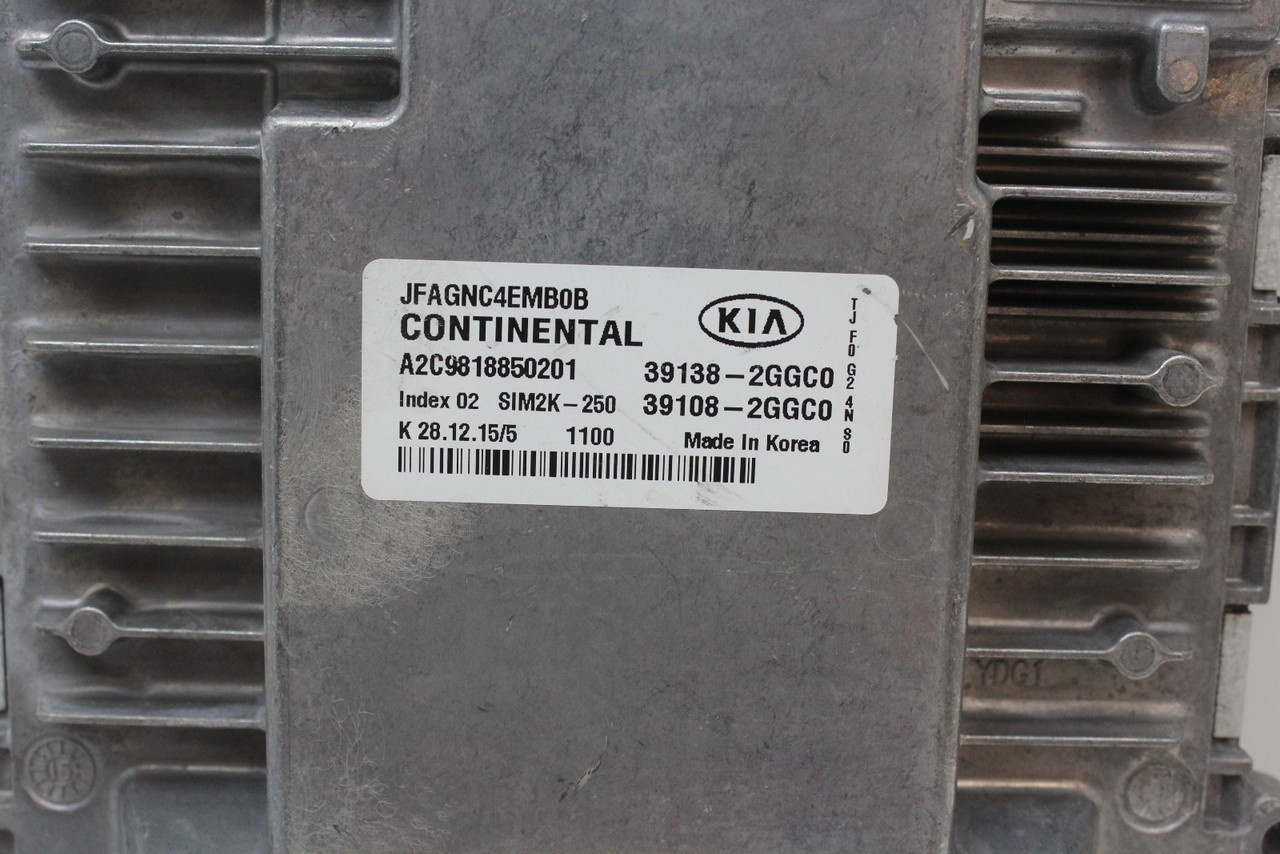 JFAGNC4EMB0B
CONTINENTAL
KIA
A2C9818850201 39138-2GGC0
Index 02 SIM2K-250 39108-2GGC0
K 28.12.15/5 1100 Made In Korea
TJ F0 G2 4N S0
YDG1